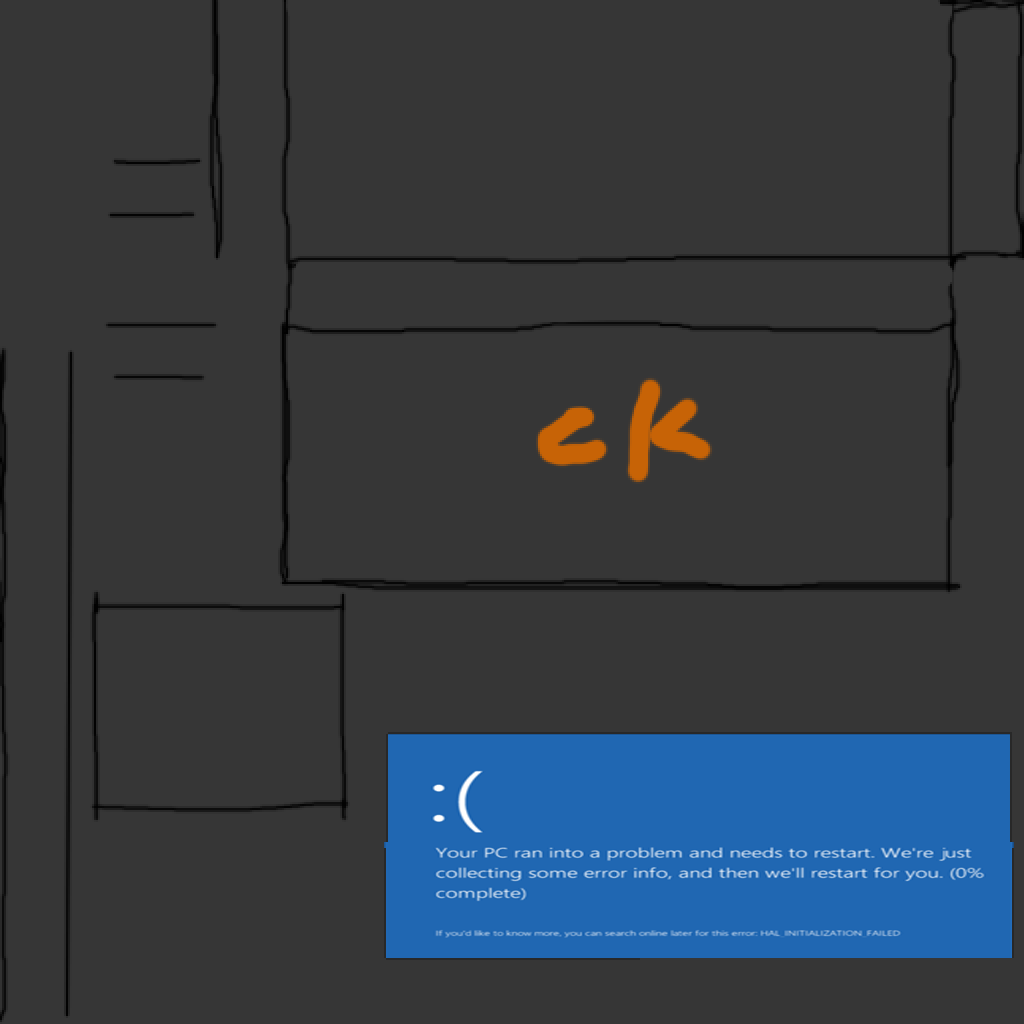 ck
:(
Your PC ran into a problem and needs to restart. We're just
collecting some error info, and then we'll restart for you. (0%
complete)
If you'd like to know more, you can search online later for this error: HAL_INITIALIZATION_FAILED